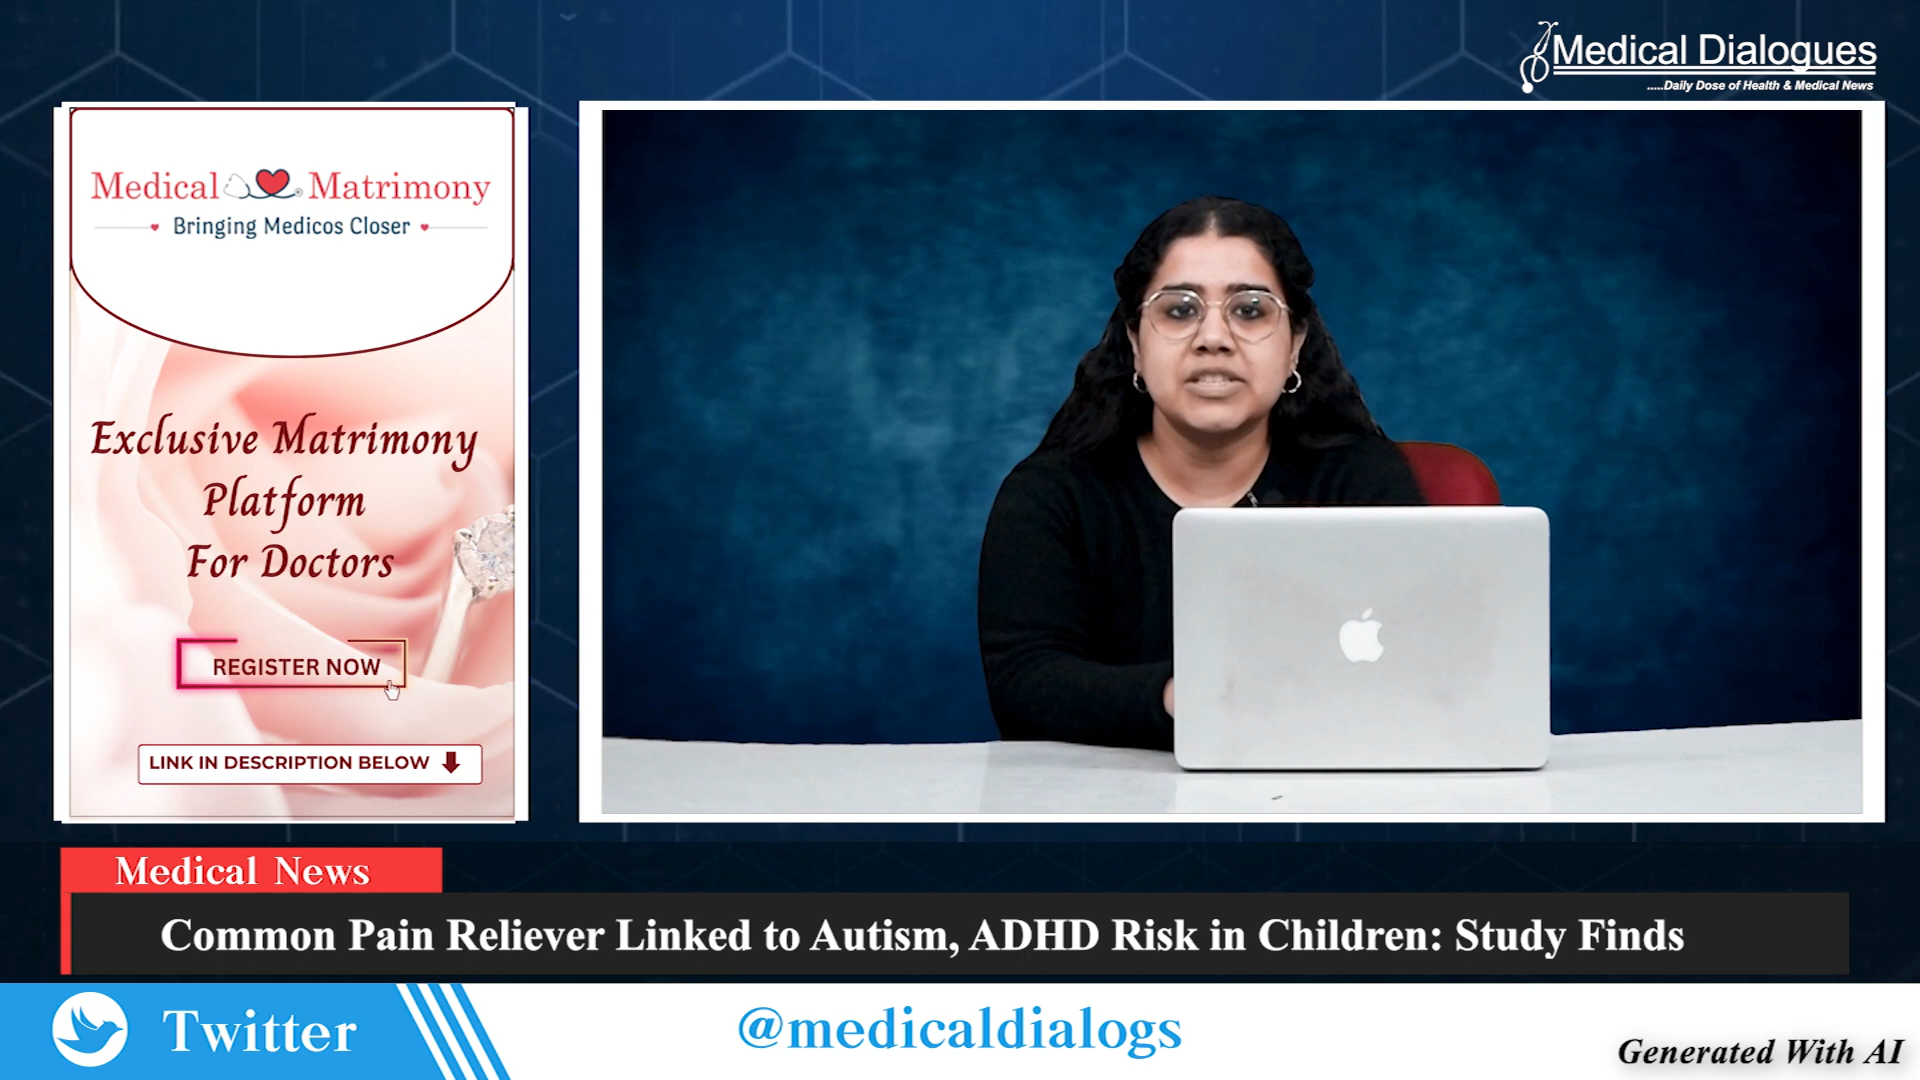 Medical Dialogues
.....Daily Dose of Health & Medical News
Medical Matrimony
Bringing Medicos Closer
Exclusive Matrimony
Platform
For Doctors
REGISTER NOW
LINK IN DESCRIPTION BELOW
Medical News
Common Pain Reliever Linked to Autism, ADHD Risk in Children: Study Finds
Twitter
@medicaldialogs
Generated With AI